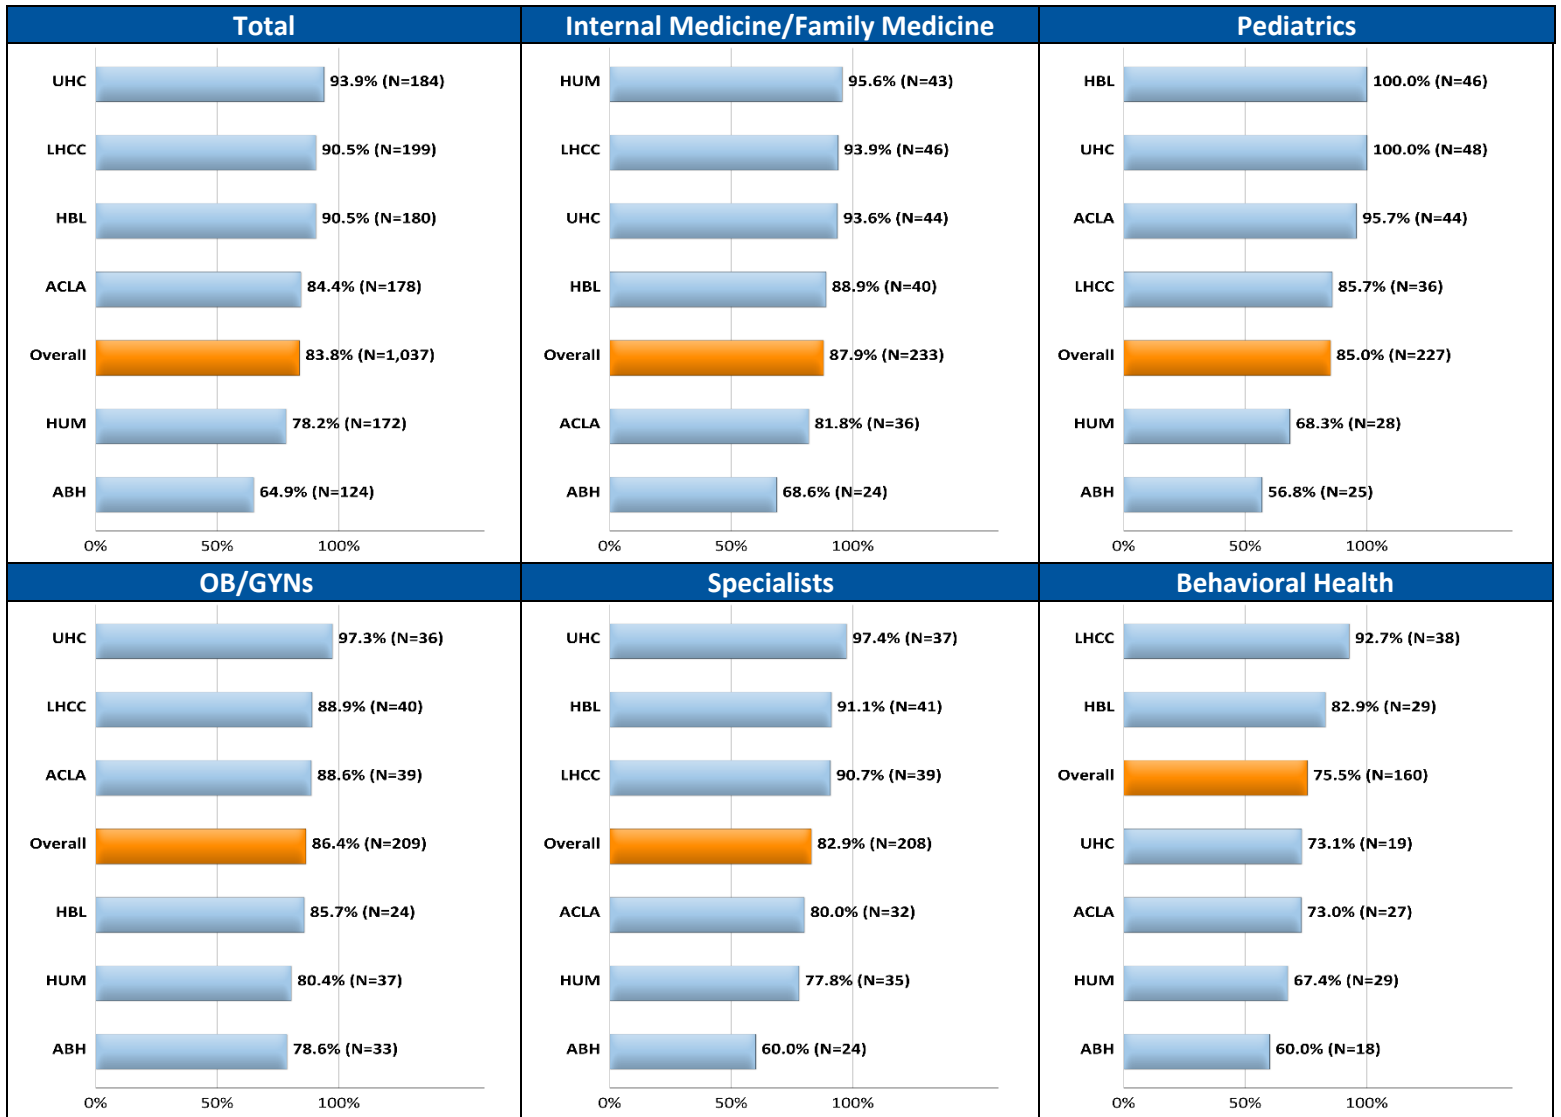 Total
UHC 93.9% (N=184)
LHCC 90.5% (N=199)
HBL 90.5% (N=180)
ACLA 84.4% (N=178)
Overall 83.8% (N=1,037)
HUM 78.2% (N=172)
ABH 64.9% (N=124)
0% 50% 100%
Internal Medicine/Family Medicine
HUM 95.6% (N=43)
LHCC 93.9% (N=46)
UHC 93.6% (N=44)
HBL 88.9% (N=40)
Overall 87.9% (N=233)
ACLA 81.8% (N=36)
ABH 68.6% (N=24)
0% 50% 100%
Pediatrics
HBL 100.0% (N=46)
UHC 100.0% (N=48)
ACLA 95.7% (N=44)
LHCC 85.7% (N=36)
Overall 85.0% (N=227)
HUM 68.3% (N=28)
ABH 56.8% (N=25)
0% 50% 100%
OB/GYNs
UHC 97.3% (N=36)
LHCC 88.9% (N=40)
ACLA 88.6% (N=39)
Overall 86.4% (N=209)
HBL 85.7% (N=24)
HUM 80.4% (N=37)
ABH 78.6% (N=33)
0% 50% 100%
Specialists
UHC 97.4% (N=37)
HBL 91.1% (N=41)
LHCC 90.7% (N=39)
Overall 82.9% (N=208)
ACLA 80.0% (N=32)
HUM 77.8% (N=35)
ABH 60.0% (N=24)
0% 50% 100%
Behavioral Health
LHCC 92.7% (N=38)
HBL 82.9% (N=29)
Overall 75.5% (N=160)
UHC 73.1% (N=19)
ACLA 73.0% (N=27)
HUM 67.4% (N=29)
ABH 60.0% (N=18)
0% 50% 100%